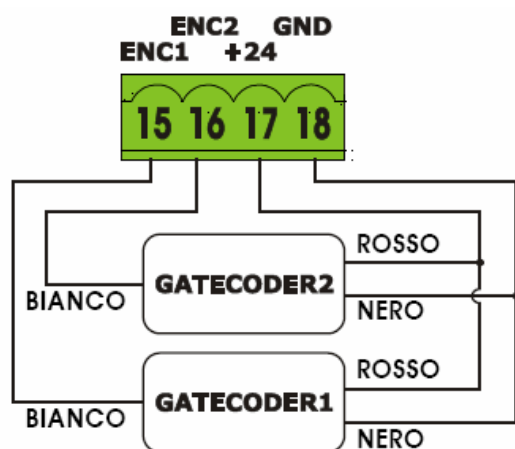 ENC2 GND
ENC1 +24
15 16 17 18
ROSSO
GATECODER2
BIANCO
NERO
ROSSO
GATECODER1
BIANCO
NERO